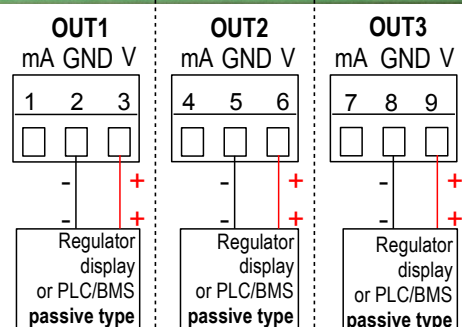 OUT1
mA GND V
1 2 3
- +
- +
Regulator
display
or PLC/BMS
passive type
OUT2
mA GND V
4 5 6
- +
- +
Regulator
display
or PLC/BMS
passive type
OUT3
mA GND V
7 8 9
- +
- +
Regulator
display
or PLC/BMS
passive type